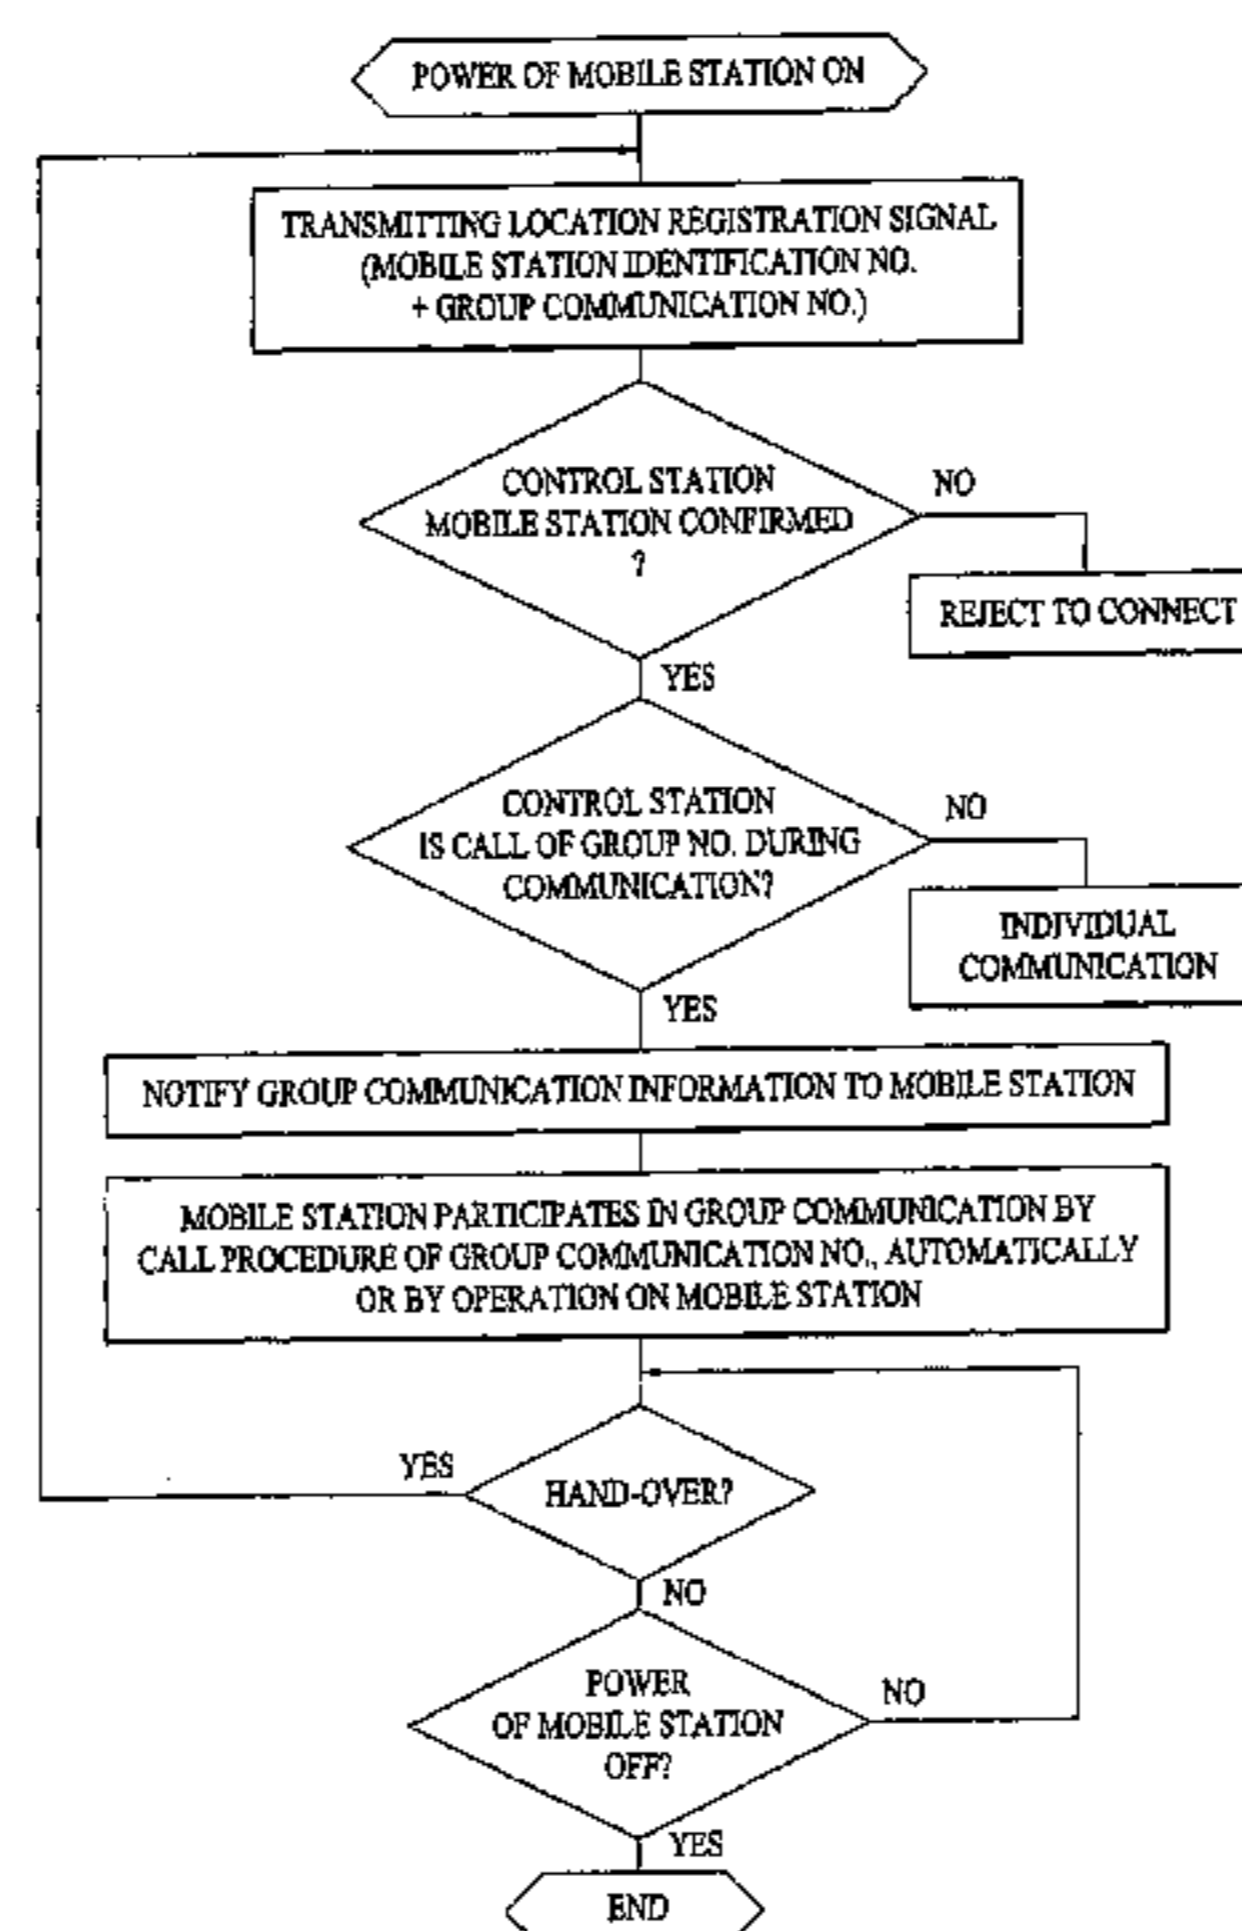 POWER OF MOBILE STATION ON
TRANSMITTING LOCATION REGISTRATION SIGNAL
(MOBILE STATION IDENTIFICATION NO.
+ GROUP COMMUNICATION NO.)
CONTROL STATION
MOBILE STATION CONFIRMED
?
NO
REJECT TO CONNECT
YES
CONTROL STATION
IS CALL OF GROUP NO. DURING
COMMUNICATION?
NO
INDIVIDUAL
COMMUNICATION
YES
NOTIFY GROUP COMMUNICATION INFORMATION TO MOBILE STATION
MOBILE STATION PARTICIPATES IN GROUP COMMUNICATION BY
CALL PROCEDURE OF GROUP COMMUNICATION NO., AUTOMATICALLY
OR BY OPERATION ON MOBILE STATION
YES
HAND-OVER?
NO
POWER
OF MOBILE STATION
OFF?
NO
YES
END